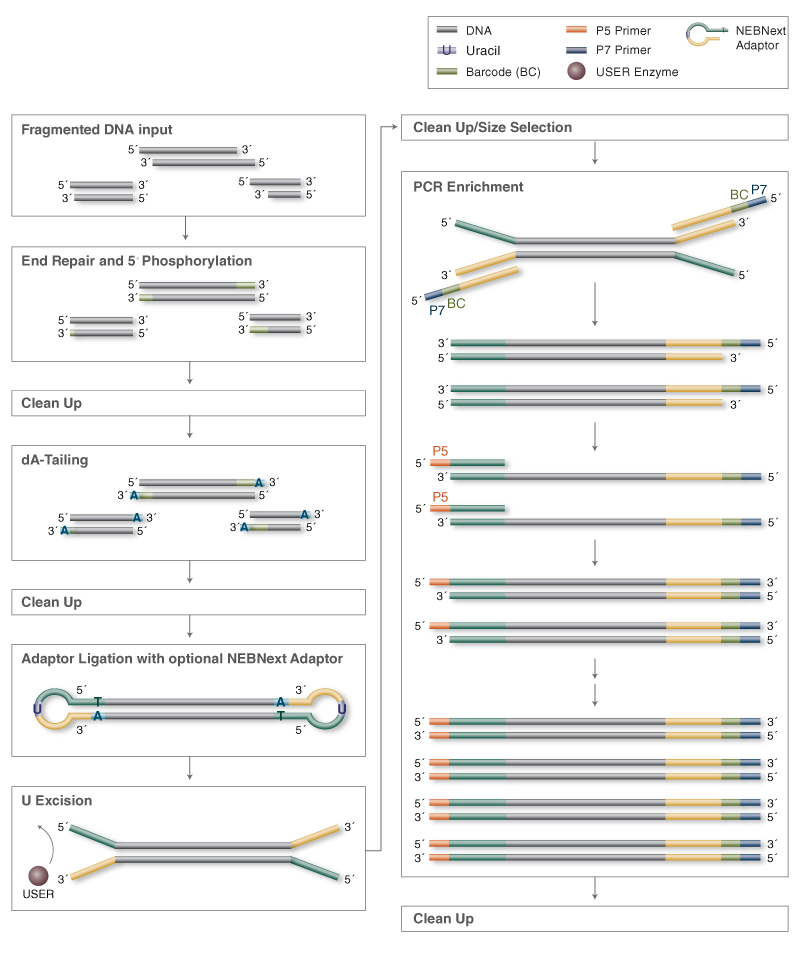 DNA
P5 Primer
NEBNext
Adaptor
U Uracil
P7 Primer
Barcode (BC)
USER Enzyme
Fragmented DNA input
5´ 3´
3´ 5´
5´ 3´
3´ 5´
5´ 3´
3´ 5´
End Repair and 5´ Phosphorylation
5´ 3´
3´ 5´
5´ 3´
3´ 5´
5´ 3´
3´ 5´
Clean Up
dA-Tailing
5´ A 3´
3´ A 5´
5´ A 3´
3´ A 5´
5´ A 3´
3´ A 5´
Clean Up
Adaptor Ligation with optional NEBNext Adaptor
5´ 3´
T A
U U
A T
3´ 5´
U Excision
5´ 3´
3´ 5´
USER
Clean Up/Size Selection
PCR Enrichment
BC P7 5´
5´ 3´
3´ 5´
5´ P7 BC
3´ 5´
5´ 3´
3´ 5´
5´ 3´
P5
5´
3´ 5´
P5
5´
3´ 5´
5´ 3´
3´ 5´
5´ 3´
3´ 5´
5´ 3´
3´ 5´
5´ 3´
3´ 5´
5´ 3´
3´ 5´
5´ 3´
3´ 5´
Clean Up